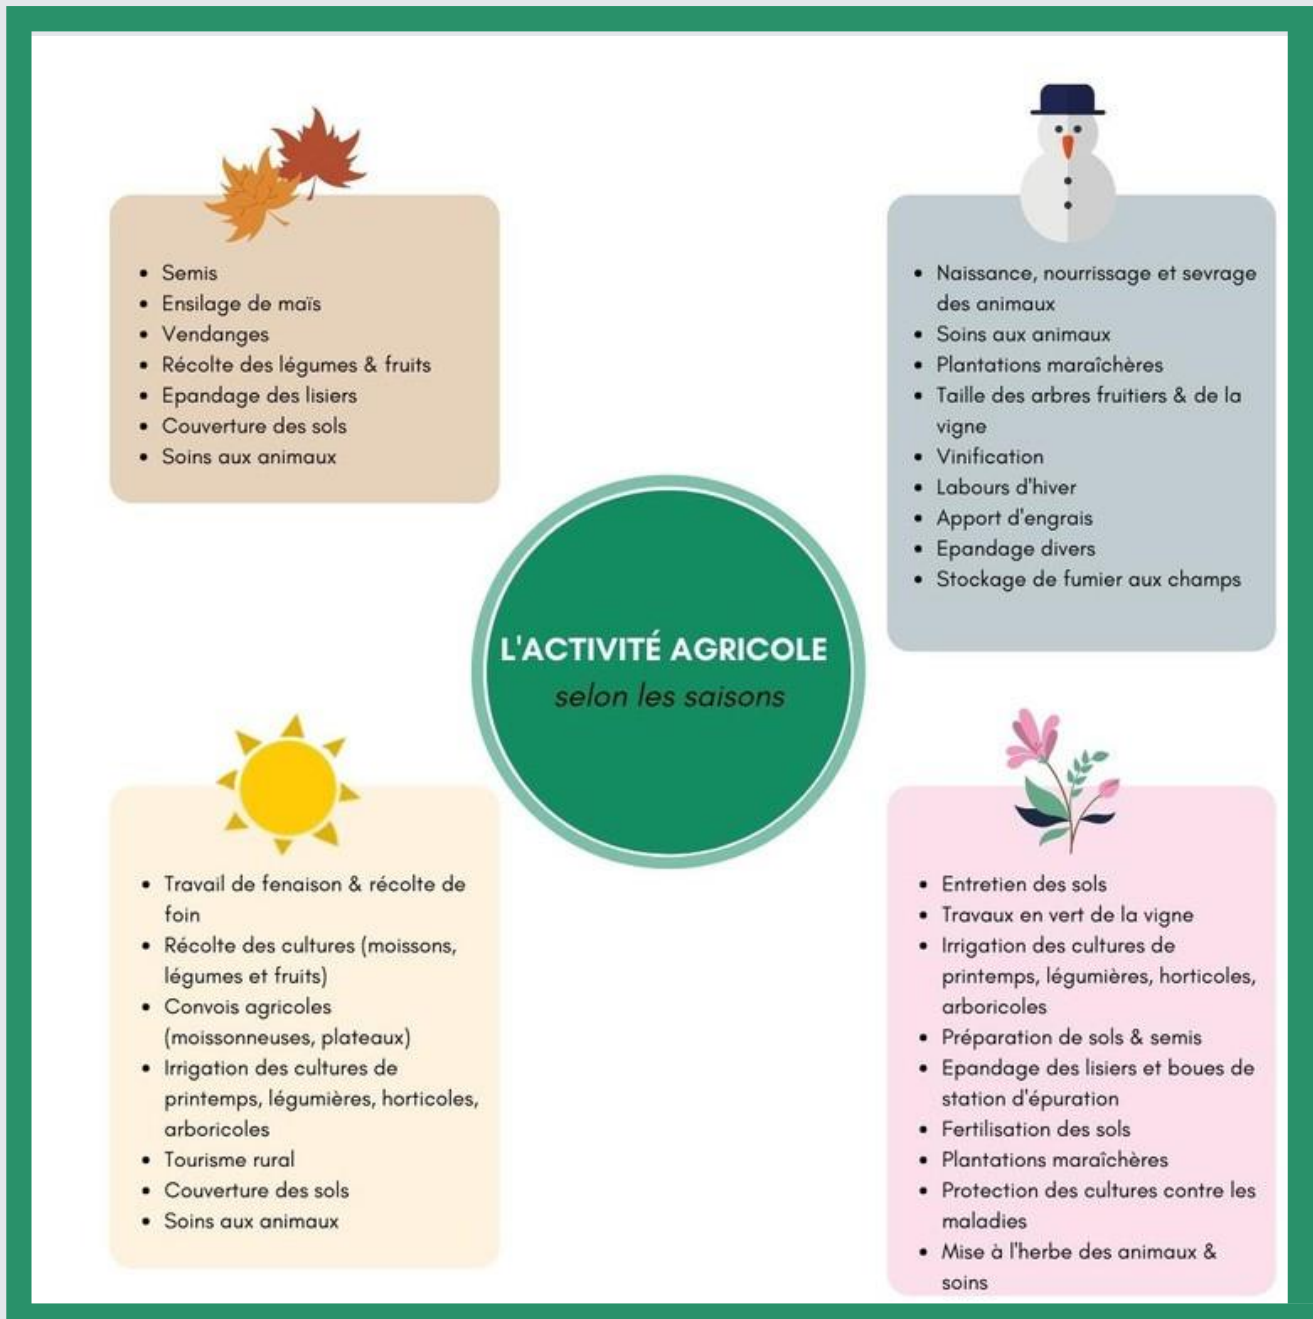 • Semis
• Ensilage de maïs
• Vendanges
• Récolte des légumes & fruits
• Epandage des lisiers
• Couverture des sols
• Soins aux animaux
• Naissance, nourrissage et sevrage
des animaux
• Soins aux animaux
• Plantations maraîchères
• Taille des arbres fruitiers & de la
vigne
• Vinification
• Labours d'hiver
• Apport d'engrais
• Epandage divers
• Stockage de fumier aux champs
L'ACTIVITÉ AGRICOLE
selon les saisons
• Travail de fenaison & récolte de
foin
• Récolte des cultures (moissons,
légumes et fruits)
• Convois agricoles
(moissonneuses, plateaux)
• Irrigation des cultures de
printemps, légumières, horticoles,
arboricoles
• Tourisme rural
• Couverture des sols
• Soins aux animaux
• Entretien des sols
• Travaux en vert de la vigne
• Irrigation des cultures de
printemps, légumières, horticoles,
arboricoles
• Préparation de sols & semis
• Epandage des lisiers et boues de
station d'épuration
• Fertilisation des sols
• Plantations maraîchères
• Protection des cultures contre les
maladies
• Mise à l'herbe des animaux &
soins